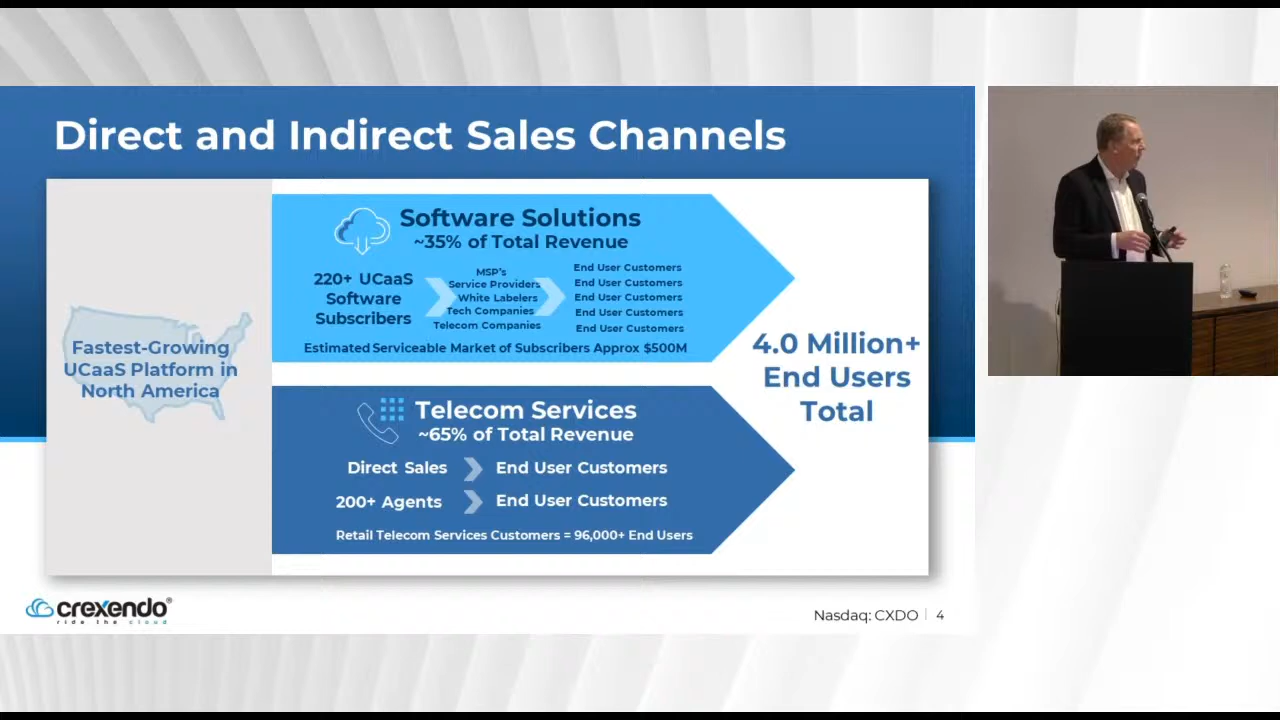 Direct and Indirect Sales Channels
Fastest-Growing
UCaaS Platform in
North America
Software Solutions
~35% of Total Revenue
220+ UCaaS
Software
Subscribers
MSP's
Service Providers
White Labelers
Tech Companies
Telecom Companies
End User Customers
End User Customers
End User Customers
End User Customers
End User Customers
Estimated Serviceable Market of Subscribers Approx $500M
Telecom Services
~65% of Total Revenue
Direct Sales
End User Customers
200+ Agents
End User Customers
Retail Telecom Services Customers = 96,000+ End Users
4.0 Million+
End Users
Total
crexendo®
ride the cloud
Nasdaq: CXDO | 4